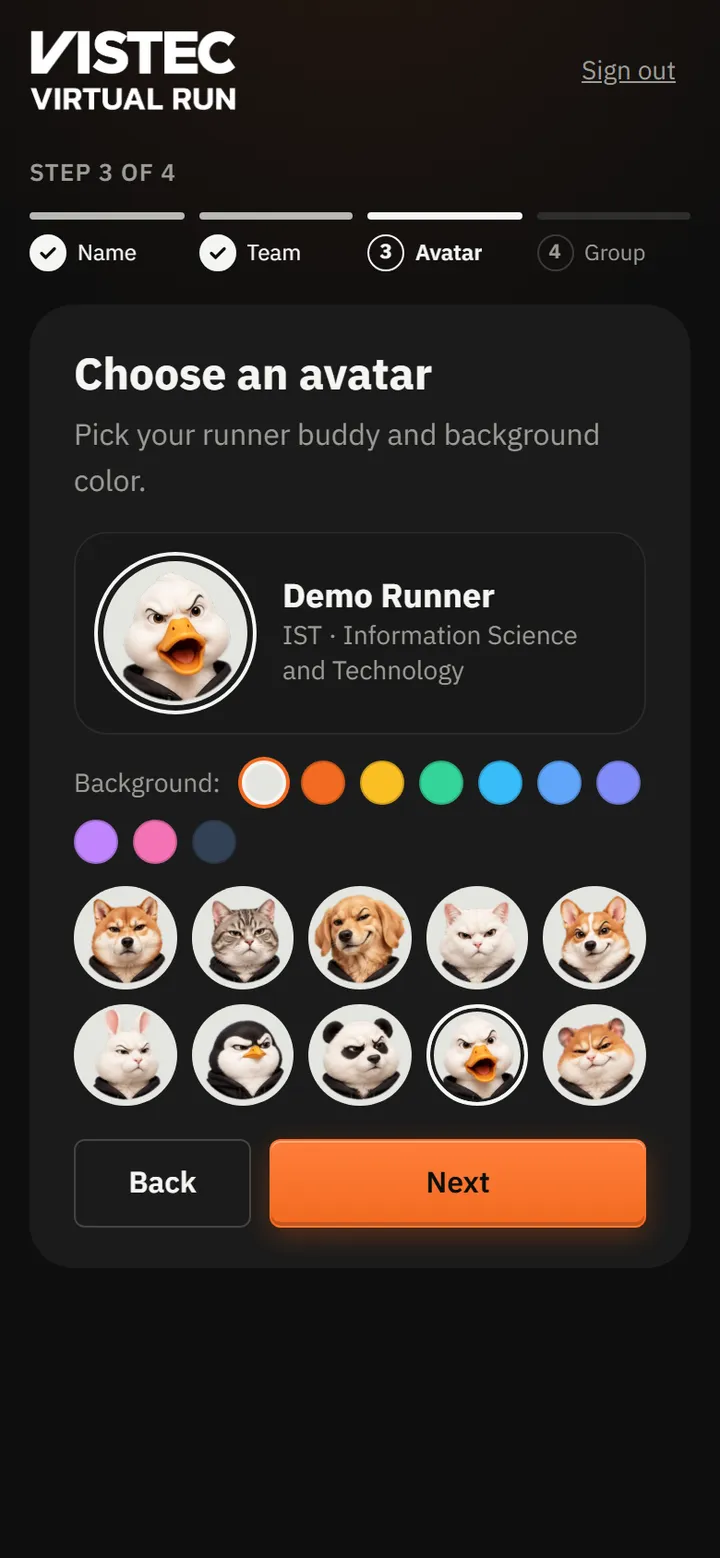 VISTEC
VIRTUAL RUN
Sign out
STEP 3 OF 4
Name
Team
3 Avatar
4 Group
Choose an avatar
Pick your runner buddy and background
color.
Demo Runner
IST · Information Science
and Technology
Background:
Back
Next